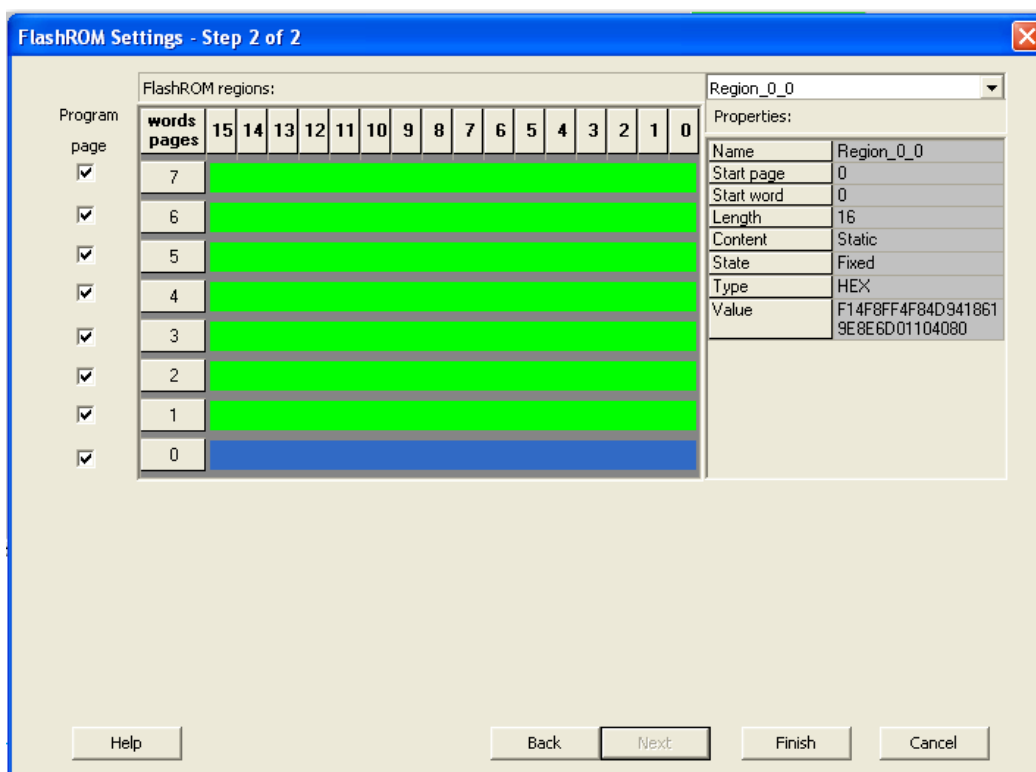 FlashROM Settings - Step 2 of 2
FlashROM regions:
Region_0_0
Program
page
words
pages
15 14 13 12 11 10 9 8 7 6 5 4 3 2 1 0
Properties:
7
6
5
4
3
2
1
0
Name Region_0_0
Start page 0
Start word 0
Length 16
Content Static
State Fixed
Type HEX
Value F14F8FF4F84D941861
9E8E6D01104080
Help
Back
Next
Finish
Cancel